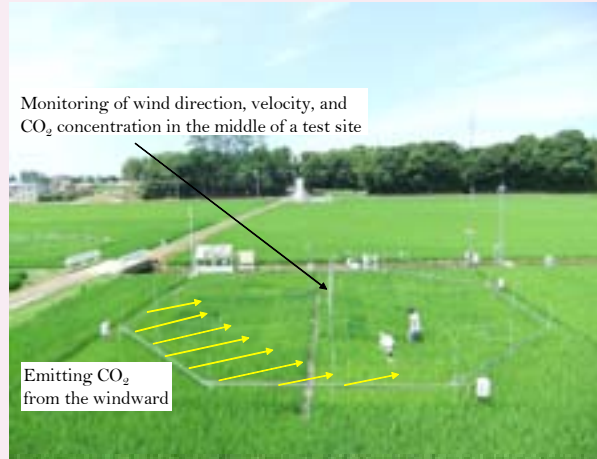 Monitoring of wind direction, velocity, and
CO₂ concentration in the middle of a test site
Emitting CO₂
from the windward